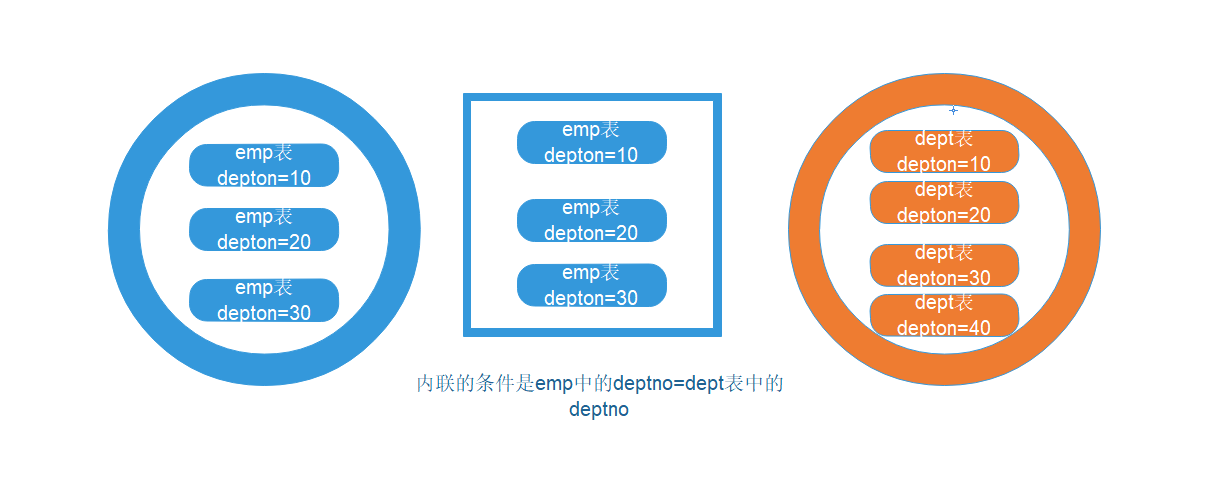 emp表
depton=10
emp表
depton=20
emp表
depton=30
emp表
depton=10
emp表
depton=20
emp表
depton=30
dept表
depton=10
dept表
depton=20
dept表
depton=30
dept表
depton=40
内联的条件是emp中的deptno=dept表中的
deptno